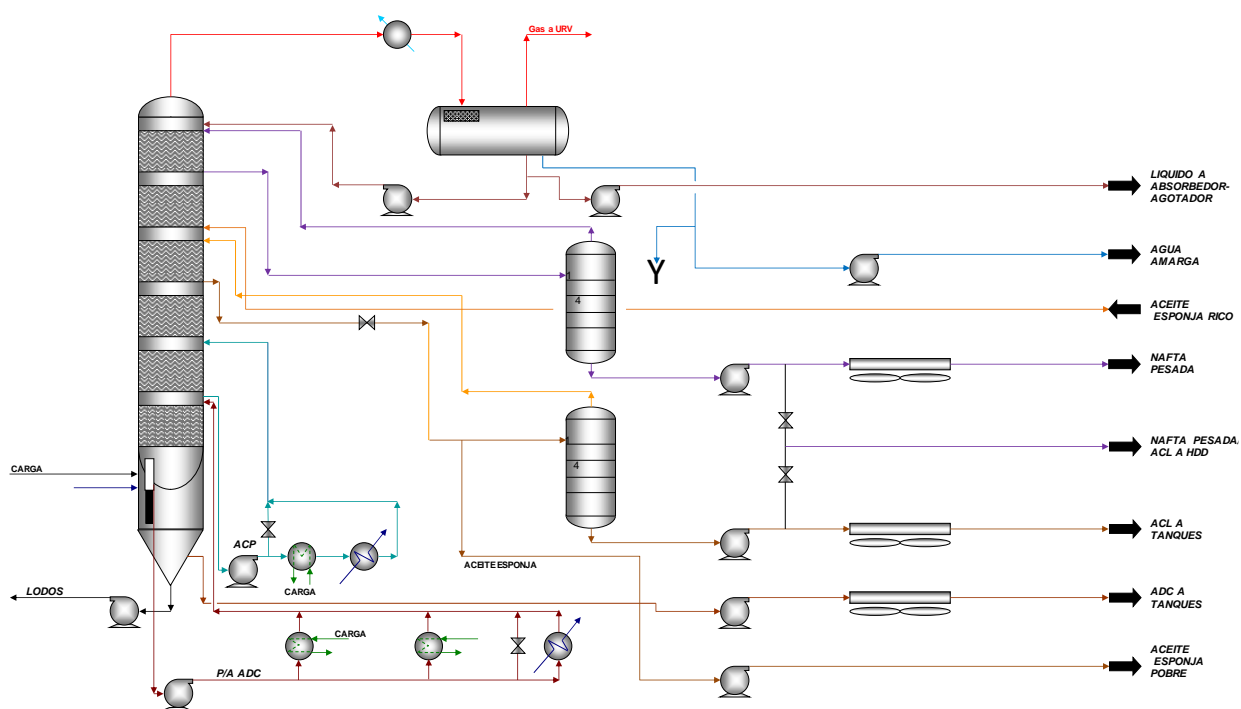 Gas a URV
LIQUIDO A
ABSORBEDOR-
AGOTADOR
AGUA
AMARGA
Y
1
4
ACEITE
ESPONJA RICO
NAFTA
PESADA
1
4
NAFTA PESADA/
ACL A HDD
CARGA
ACL A
TANQUES
ACP
ACEITE ESPONJA
CARGA
LODOS
ADC A
TANQUES
CARGA
P/A ADC
ACEITE
ESPONJA
POBRE